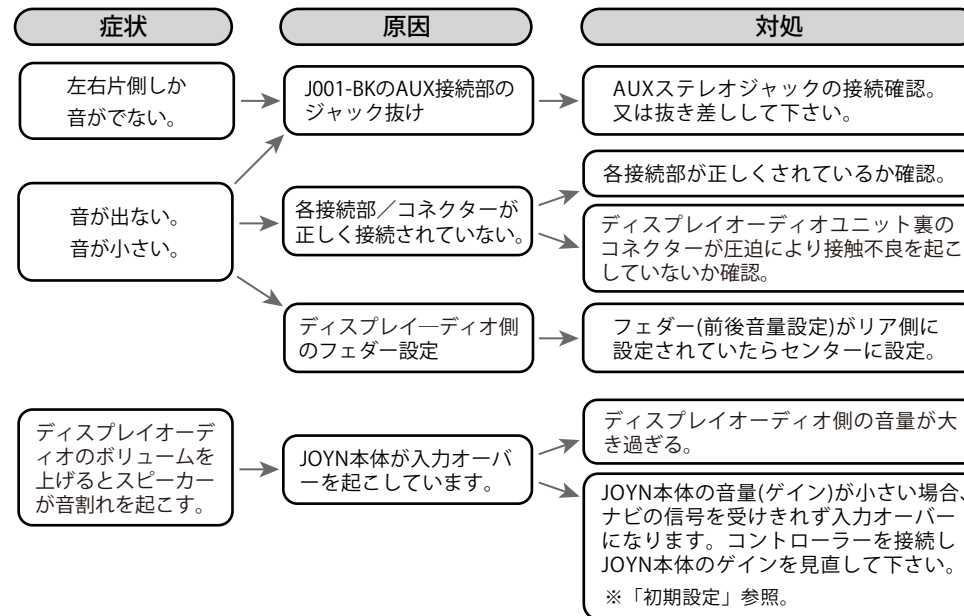 症状
原因
対処
左右片側しか
音がでない。
J001-BKのAUX接続部の
ジャック抜け
AUXステレオジャックの接続確認。
又は抜き差しして下さい。
音が出ない。
音が小さい。
各接続部／コネクターが
正しく接続されていない。
各接続部が正しくされているか確認。
ディスプレイオーディオユニット裏の
コネクターが圧迫により接触不良を起こ
していないか確認。
ディスプレイ―ディオ側
のフェダー設定
フェダー(前後音量設定)がリア側に
設定されていたらセンターに設定。
ディスプレイオーデ
ィオのボリュームを
上げるとスピーカー
が音割れを起こす。
JOYN本体が入力オーバ
ーを起こしています。
ディスプレイオーディオ側の音量が大
き過ぎる。
JOYN本体の音量(ゲイン)が小さい場合、
ナビの信号を受けきれず入力オーバー
になります。コントローラーを接続し
JOYN本体のゲインを見直して下さい。
※「初期設定」参照。